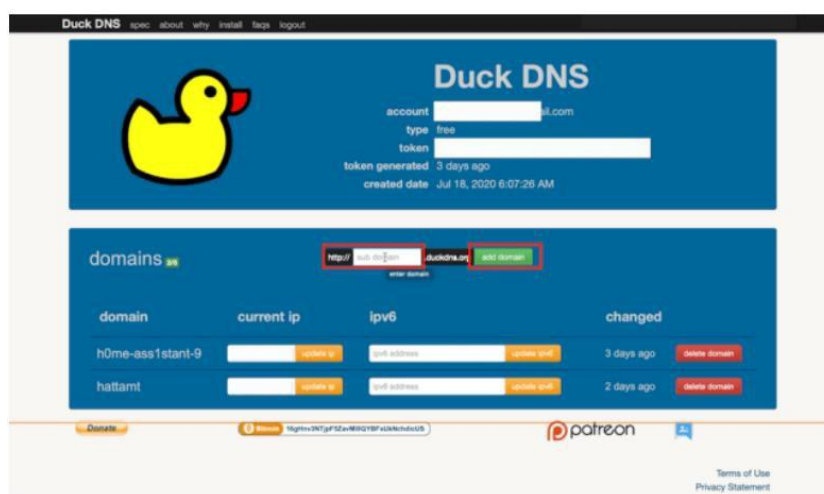 Duck DNS spec about why install faqs logout
Duck DNS
account ail.com
type free
token
token generated 3 days ago
created date Jul 18, 2020 6:07:26 AM
domains 2/5
http:// sub domain .duckdns.org add domain
enter domain
domain current ip ipv6 changed
h0me-ass1stant-9 update ip ipv6 address update ipv6 3 days ago delete domain
hattamt update ip ipv6 address update ipv6 2 days ago delete domain
Donate Bitcoin patreon
Terms of Use
Privacy Statement